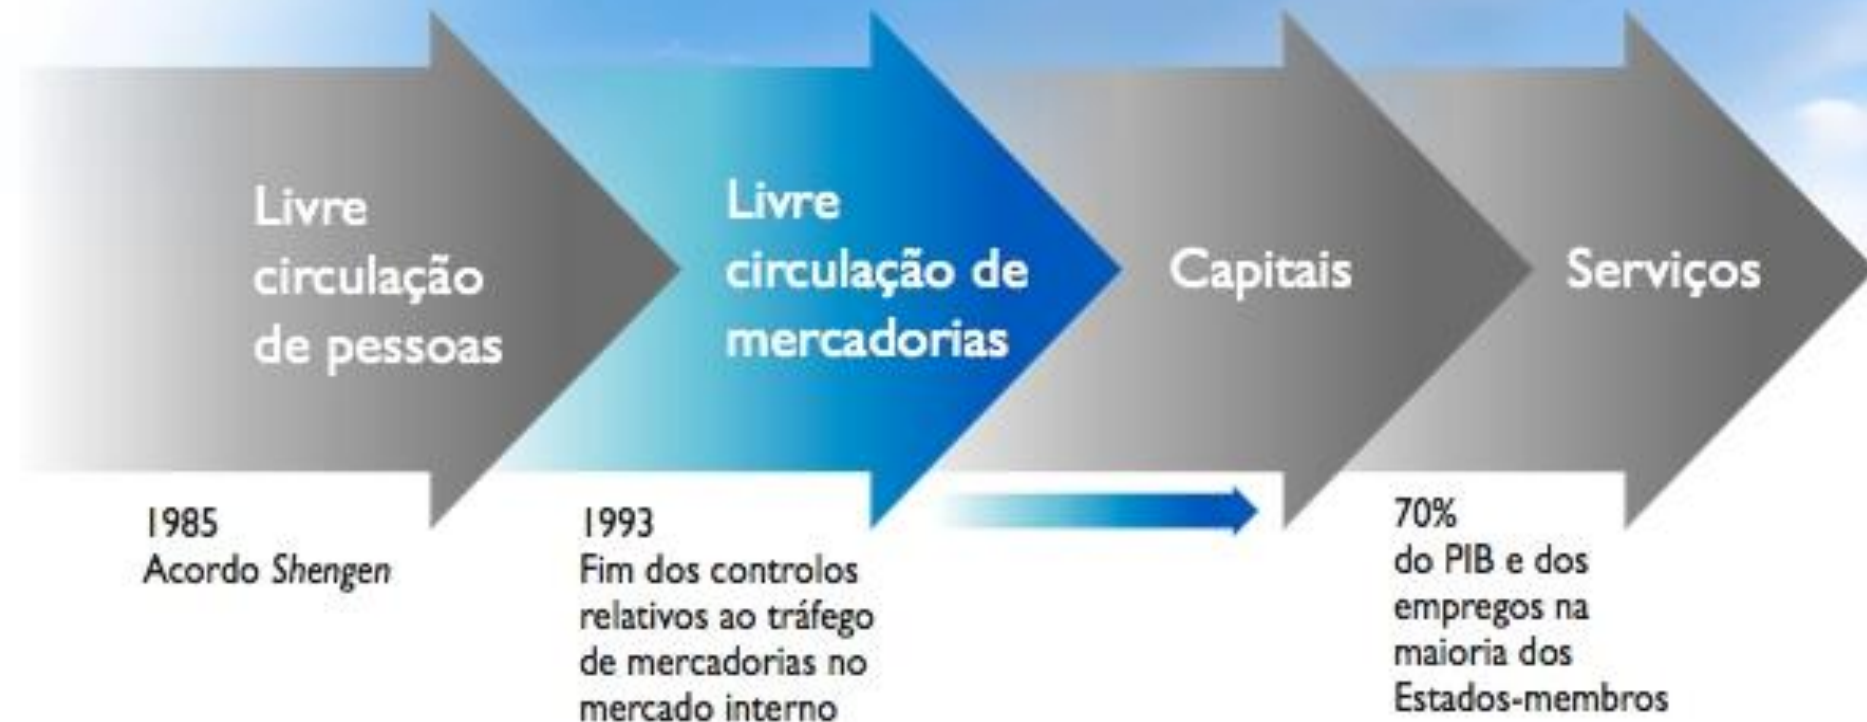 Livre
circulação
de pessoas
Livre
circulação de
mercadorias
Capitais
Serviços
1985
Acordo Shengen
1993
Fim dos controlos
relativos ao tráfego
de mercadorias no
mercado interno
70%
do PIB e dos
empregos na
maioria dos
Estados-membros